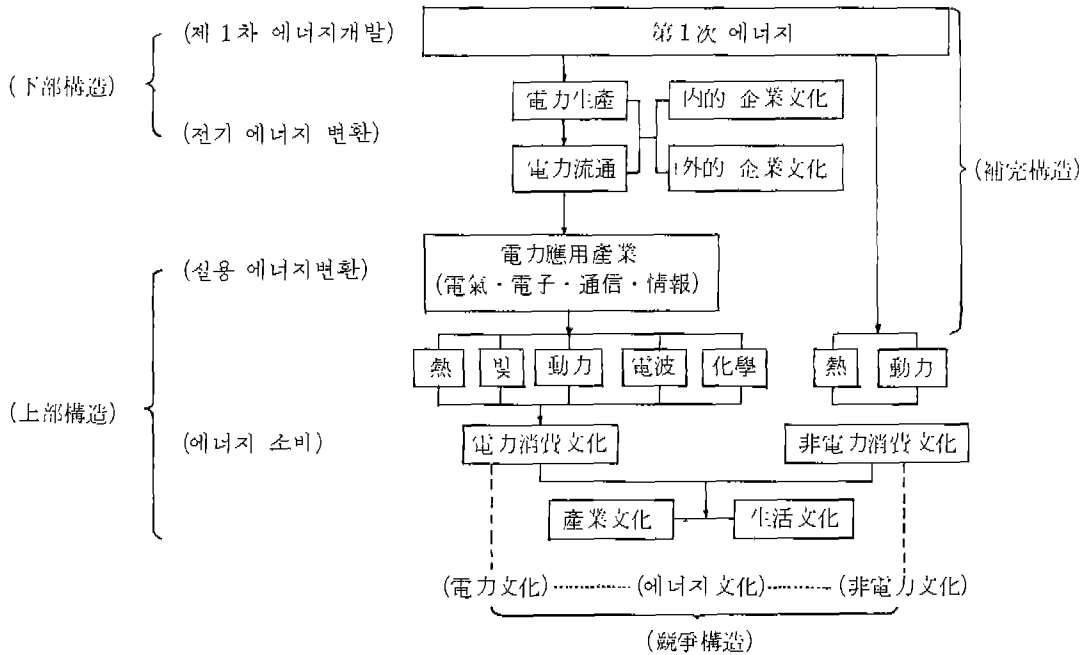 (제 1차 에너지개발) 第1次 에너지
(下部構造)
電力生產 內的 企業文化
(전기 에너지 변환)
電力流通 外的 企業文化
(補完構造)
電力應用產業
(실용 에너지변환)
(電氣·電子·通信·情報)
熱 빛 動力 電波 化學 熱 動力
(上部構造)
(에너지 소비) 電力消費文化 非電力消費文化
產業文化 生活文化
(電力文化) (에너지 文化) (非電力文化)
(競爭構造)